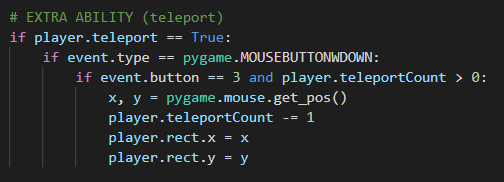 # EXTRA ABILITY (teleport)
if player.teleport == True:
if event.type == pygame.MOUSEBUTTONWDOWN:
if event.button == 3 and player.teleportCount > 0:
x, y = pygame.mouse.get_pos()
player.teleportCount -= 1
player.rect.x = x
player.rect.y = y